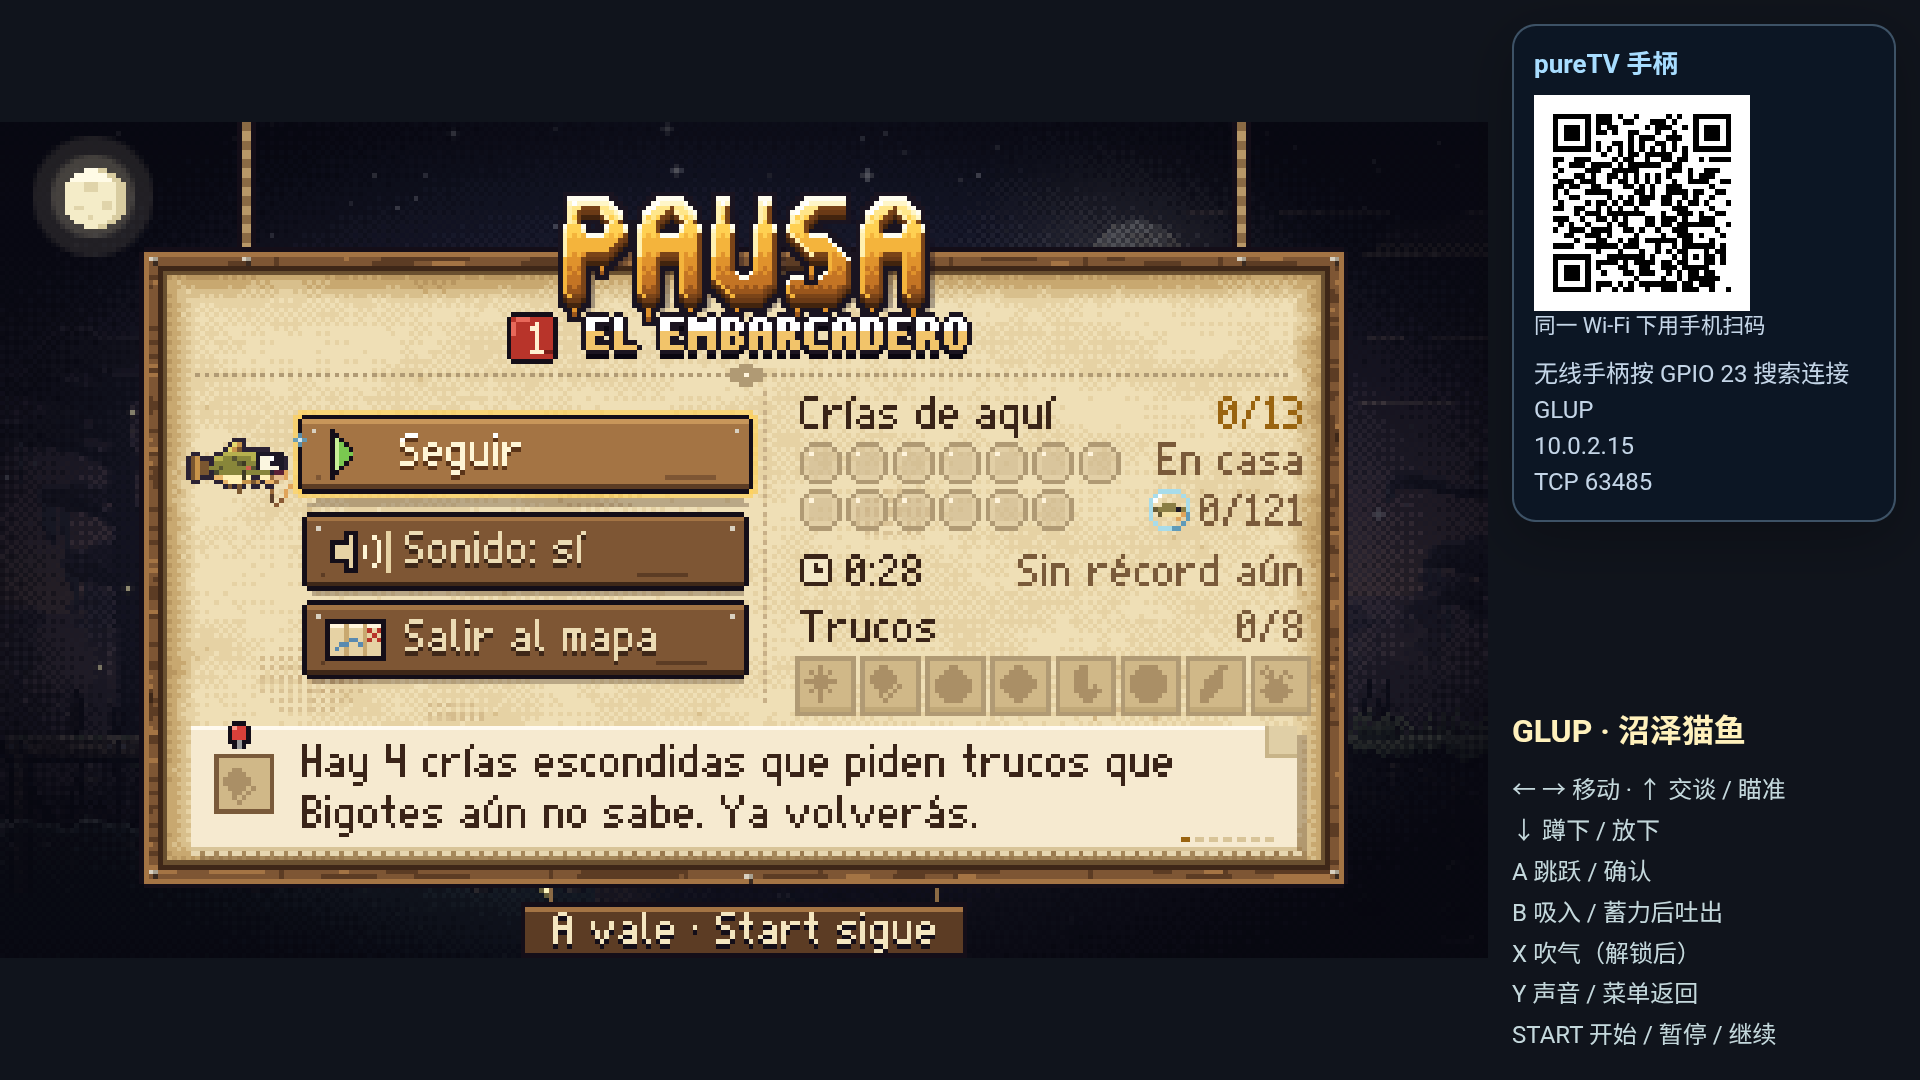 PAUSA
1 EL EMBARCADERO
Seguir
Sonido: sí
Salir al mapa
Crías de aquí 0/13
En casa
0/121
0:28 Sin récord aún
Trucos 0/8
Hay 4 crías escondidas que piden trucos que
Bigotes aún no sabe. Ya volverás.
A vale · Start sigue
pureTV 手柄
同一 Wi-Fi 下用手机扫码
无线手柄按 GPIO 23 搜索连接
GLUP
10.0.2.15
TCP 63485
GLUP · 沼泽猫鱼
←→ 移动 · ↑ 交谈 / 瞄准
↓ 蹲下 / 放下
A 跳跃 / 确认
B 吸入 / 蓄力后吐出
X 吹气（解锁后）
Y 声音 / 菜单返回
START 开始 / 暂停 / 继续